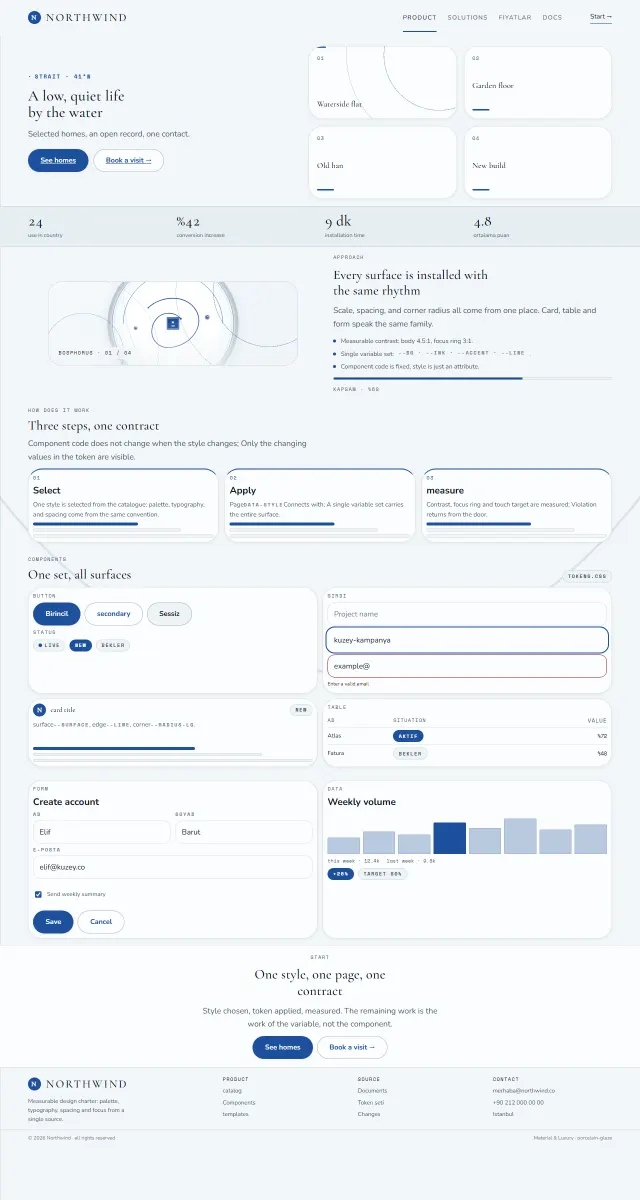 N NORTHWIND
PRODUCT SOLUTIONS FIYATLAR DOCS Start →
· STRAIT · 41°N
A low, quiet life
by the water
Selected homes, an open record, one contact.
See homes Book a visit →
01
Waterside flat
02
Garden floor
03
Old han
04
New build
24
use in country
%42
conversion increase
9 dk
installation time
4.8
ortalama puan
BOSPHORUS · 01 / 04
APPROACH
Every surface is installed with
the same rhythm
Scale, spacing, and corner radius all come from one place. Card, table and
form speak the same family.
Measurable contrast: body 4.5:1, focus ring 3:1.
Single variable set: --BG · --INK · --ACCENT · --LINE
Component code is fixed, style is just an attribute.
KAPSAM · %68
HOW DOES IT WORK
Three steps, one contract
Component code does not change when the style changes; Only the changing
values in the token are visible.
01
Select
One style is selected from the catalogue; palette, typography,
and spacing come from the same convention.
02
Apply
PageDATA-STYLEConnects with; A single variable set carries
the entire surface.
03
measure
Contrast, focus ring and touch target are measured; Violation
returns from the door.
COMPONENTS
One set, all surfaces
TOKENS.CSS
BUTTON
Birincil secondary Sessiz
STATUS
LIVE NEW BEKLER
GIRDI
Project name
kuzey-kampanya
example@
Enter a valid email
N card title NEW
surface--SURFACE, edge--LINE, corner--RADIUS-LG.
TABLE
AD SITUATION VALUE
Atlas AKTIF %72
Fatura BEKLER %48
FORM
Create account
AD SOYAD
Elif Barut
E-POSTA
elif@kuzey.co
Send weekly summary
Save Cancel
DATA
Weekly volume
this week · 12.4k last week · 9.8k
+26% TARGET 80%
START
One style, one page, one
contract
Style chosen, token applied, measured. The remaining work is the
work of the variable, not the component.
See homes Book a visit →
N NORTHWIND
Measurable design charter: palette,
typography, spacing and focus from a
single source.
PRODUCT
catalog
Components
templates
SOURCE
Documents
Token seti
Changes
CONTACT
merhaba@northwind.co
+90 212 000 00 00
Istanbul
© 2026 Northwind · all rights reserved
Material & Luxury · porcelain-glaze